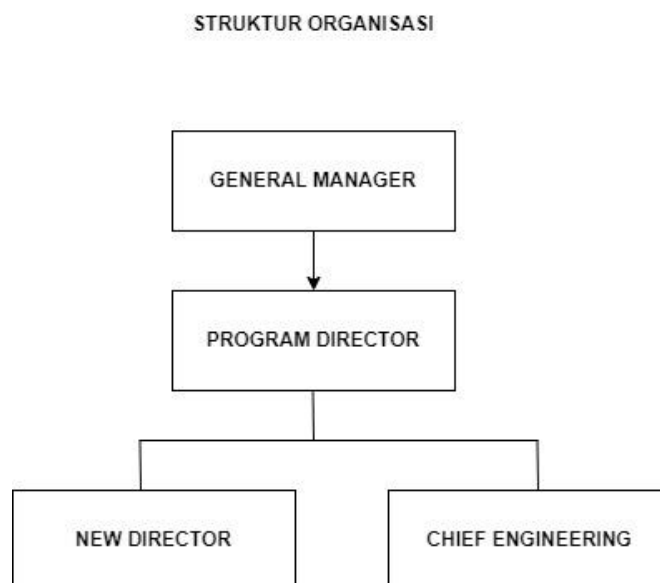 STRUKTUR ORGANISASI
GENERAL MANAGER
PROGRAM DIRECTOR
NEW DIRECTOR
CHIEF ENGINEERING